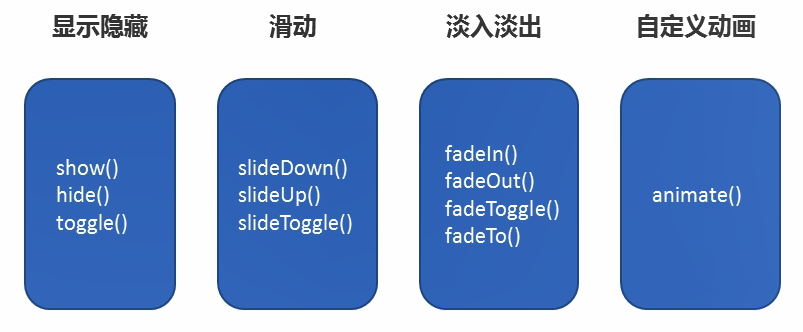 显示隐藏
滑动
淡入淡出
自定义动画
show()
hide()
toggle()
slideDown()
slideUp()
slideToggle()
fadeIn()
fadeOut()
fadeToggle()
fadeTo()
animate()